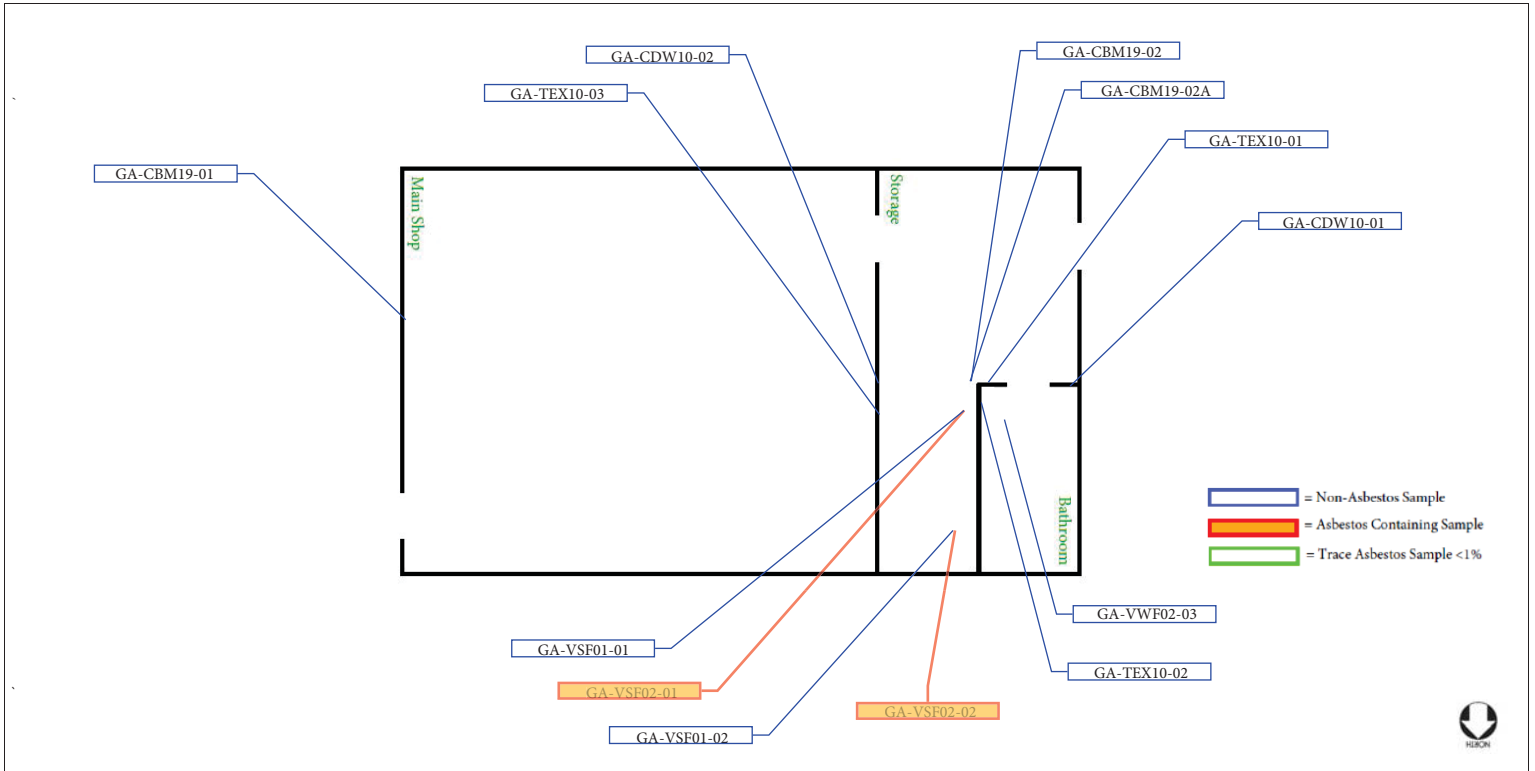 GA-CDW10-02
GA-CBM19-02
GA-TEX10-03
GA-CBM19-02A
GA-TEX10-01
GA-CBM19-01
Main Shop
Storage
GA-CDW10-01
Bathroom
= Non-Asbestos Sample
= Asbestos Containing Sample
= Trace Asbestos Sample <1%
GA-VWF02-03
GA-VSF01-01
GA-TEX10-02
GA-VSF02-01
GA-VSF02-02
GA-VSF01-02